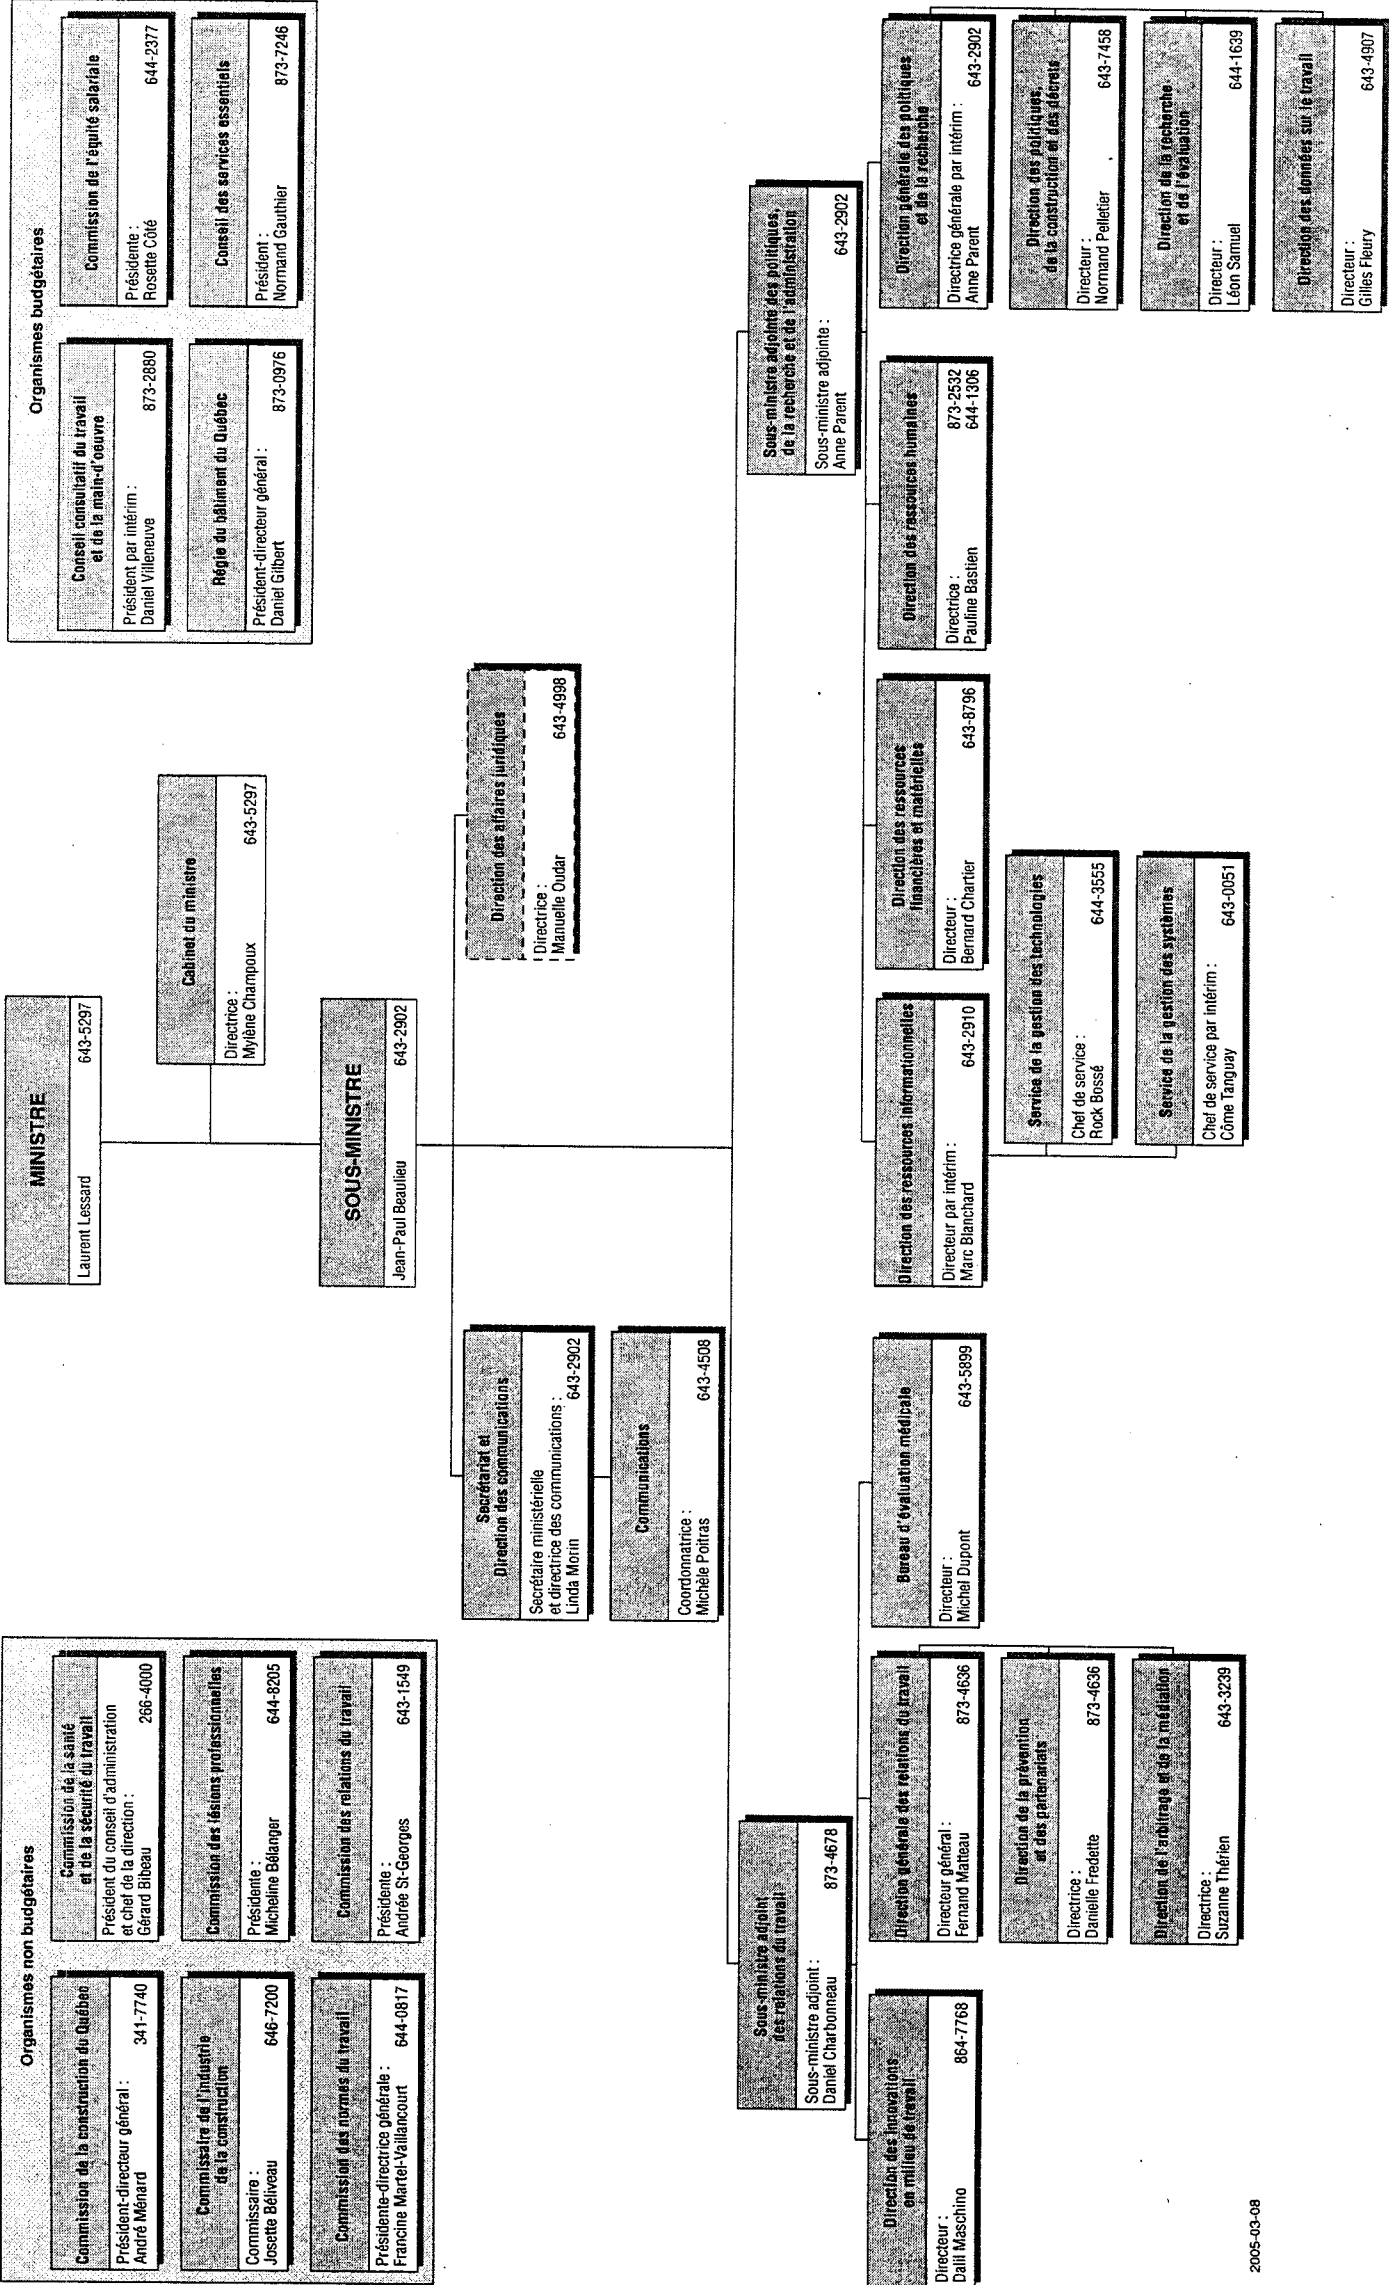 Organismes non budgétaires
Commission de la construction du Québec
Président-directeur général :
André Ménard 341-7740
Commission de la santé
et de la sécurité du travail
Président du conseil d'administration
et chef de la direction :
Gérard Bibeau 266-4000
Commissaire de l'industrie
de la construction
Commissaire :
Josette Béliveau 646-7200
Commission des lésions professionnelles
Présidente :
Micheline Bélanger 644-8205
Commission des normes du travail
Présidente-directrice générale :
Francine Martel-Vaillancourt 644-0817
Commission des relations du travail
Présidente :
Andrée St-Georges 643-1549
MINISTRE
Laurent Lessard 643-5297
Cabinet du ministre
Directrice :
Mylène Champoux 643-5297
SOUS-MINISTRE
Jean-Paul Beaulieu 643-2902
Organismes budgétaires
Conseil consultatif du travail
et de la main-d'oeuvre
Président par intérim :
Daniel Villeneuve 873-2880
Commission de l'équité salariale
Présidente :
Rosette Côté 644-2377
Régie du bâtiment du Québec
Président-directeur général :
Daniel Gilbert 873-0976
Conseil des services essentiels
Président :
Normand Gauthier 873-7246
Secrétariat et
Direction des communications
Secrétaire ministérielle
et directrice des communications :
Linda Morin 643-2902
Communications
Coordonnatrice :
Michèle Poitras 643-4508
Direction des affaires juridiques
Directrice :
Manuelle Oudar 643-4998
Sous-ministre adjoint
des relations du travail
Sous-ministre adjoint :
Daniel Charbonneau 873-4678
Direction des innovations
en milieu de travail
Directeur :
Dalil Maschino 864-7768
Direction générale des relations du travail
Directeur général :
Fernand Matteau 873-4636
Direction de la prévention
et des partenariats
Directrice :
Danielle Fredette 873-4636
Direction de l'arbitrage et de la médiation
Directrice :
Suzanne Thérien 643-3239
Bureau d'évaluation médicale
Directeur :
Michel Dupont 643-5899
Sous-ministre adjointe des politiques,
de la recherche et de l'administration
Sous-ministre adjointe :
Anne Parent 643-2902
Direction des ressources informationnelles
Directeur par intérim :
Marc Blanchard 643-2910
Service de la gestion des technologies
Chef de service :
Rock Bossé 644-3555
Service de la gestion des systèmes
Chef de service par intérim :
Côme Tanguay 643-0051
Direction des ressources
financières et matérielles
Directeur :
Bernard Chartier 643-8796
Direction des ressources humaines
873-2532
Directrice :
Pauline Bastien 644-1306
Direction générale des politiques
et de la recherche
Directrice générale par intérim :
Anne Parent 643-2902
Direction des politiques,
de la construction et des décrets
Directeur :
Normand Pelletier 643-7458
Direction de la recherche
et de l'évaluation
Directeur :
Léon Samuel 644-1639
Direction des données sur le travail
Directeur :
Gilles Fleury 643-4907
2005-03-08